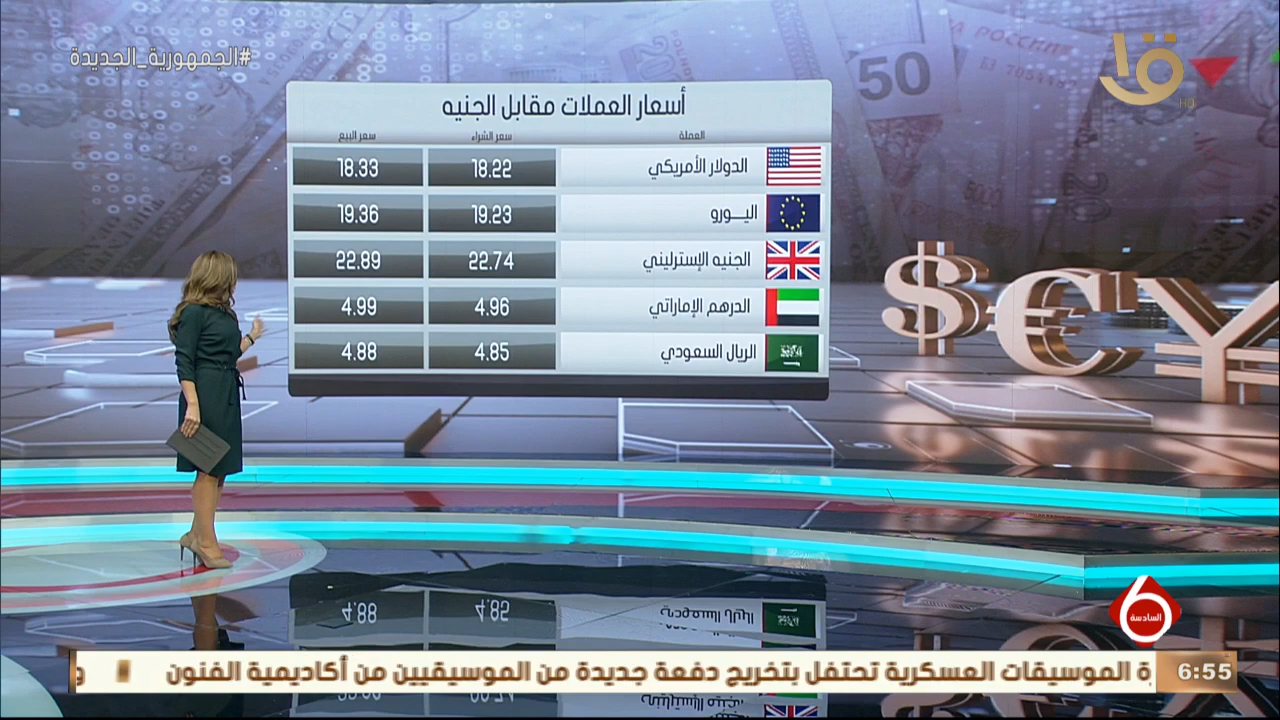 #الجمهورية_الجديدة
HD
50
أسعار العملات مقابل الجنيه
العملة سعر الشراء سعر البيع
الدولار الأمريكي 18.22 18.33
اليـــورو 19.23 19.36
الجنيه الإسترليني 22.74 22.89
الدرهم الإماراتي 4.96 4.99
الريال السعودي 4.85 4.88
$€¥
6
السادسة
6:55
ة الموسيقات العسكرية تحتفل بتخريج دفعة جديدة من الموسيقيين من أكاديمية الفنون
و